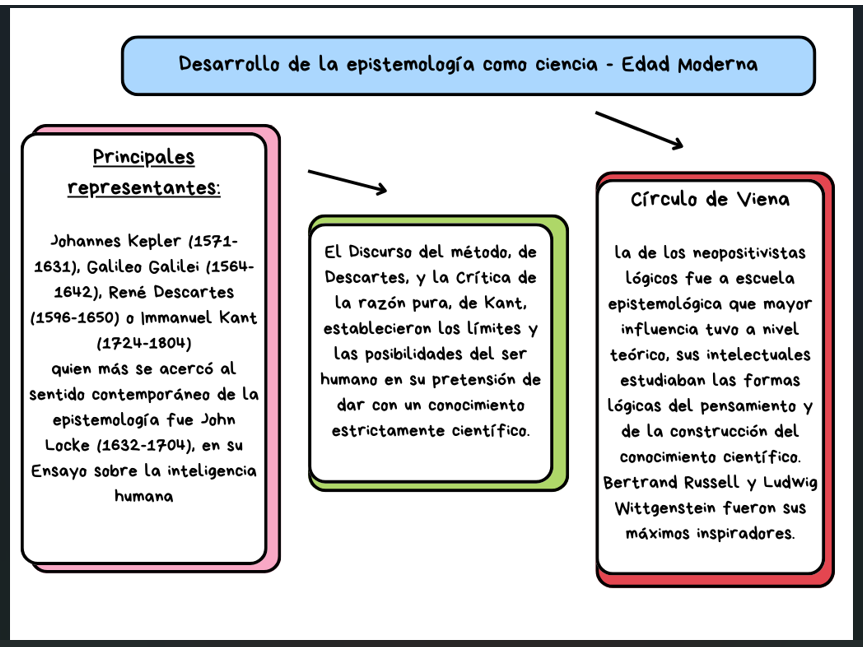 Desarrollo de la epistemología como ciencia - Edad Moderna
Principales
representantes:
Johannes Kepler (1571-
1631), Galileo Galilei (1564-
1642), René Descartes
(1596-1650) o Immanuel Kant
(1724-1804)
quien más se acercó al
sentido contemporáneo de la
epistemología fue John
Locke (1632-1704), en su
Ensayo sobre la inteligencia
humana
El Discurso del método, de
Descartes, y la Crítica de
la razón pura, de Kant,
establecieron los límites y
las posibilidades del ser
humano en su pretensión de
dar con un conocimiento
estrictamente científico.
Círculo de Viena
la de los neopositivistas
lógicos fue a escuela
epistemológica que mayor
influencia tuvo a nivel
teórico, sus intelectuales
estudiaban las formas
lógicas del pensamiento y
de la construcción del
conocimiento científico.
Bertrand Russell y Ludwig
Wittgenstein fueron sus
máximos inspiradores.